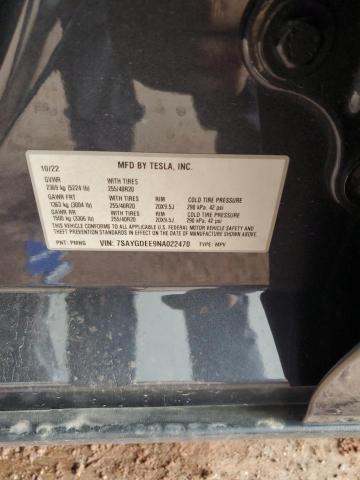 10/22 MFD BY TESLA, INC.
GVWR WITH TIRES
2369 kg (5224 lb) 255/40R20
GAWR FRT WITH TIRES RIM COLD TIRE PRESSURE
1363 kg (3004 lb) 255/40R20 20X9.5J 290 kPa, 42 psi
GAWR RR WITH TIRES RIM COLD TIRE PRESSURE
1500 kg (3306 lb) 255/40R20 20X9.5J 290 kPa, 42 psi
THIS VEHICLE CONFORMS TO ALL APPLICABLE U.S. FEDERAL MOTOR VEHICLE SAFETY
AND THEFT PREVENTION STANDARDS IN EFFECT ON THE DATE OF MANUFACTURE SHOWN ABOVE.
PNT: PMNG VIN: 7SAYGDEE9NA022470 TYPE: MPV